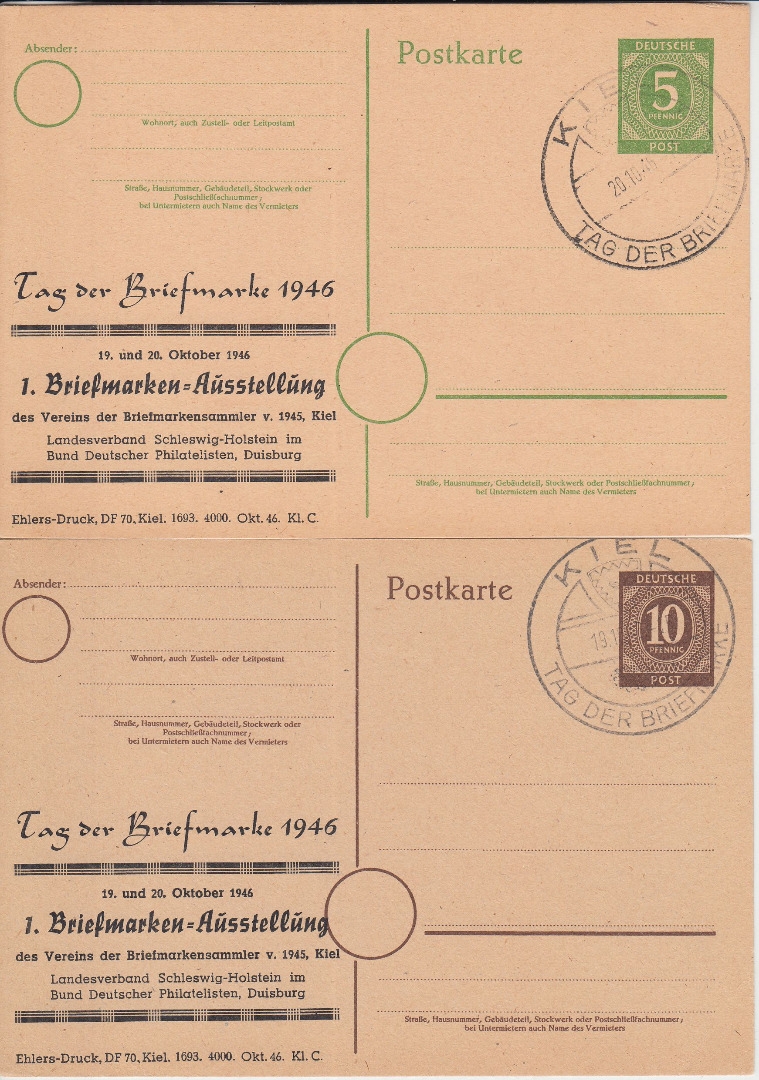 Absender:
Wohnort, auch Zustell- oder Leitpostamt
Straße, Hausnummer, Gebäudeteil, Stockwerk oder
Postschließfachnummer;
bei Untermietern auch Name des Vermieters
Postkarte
DEUTSCHE
5
PFENNIG
POST
KIEL
20.10.46
TAG DER BRIEFMARKE
Tag der Briefmarke 1946
19. und 20. Oktober 1946
1. Briefmarken=Ausstellung
des Vereins der Briefmarkensammler v. 1945, Kiel
Landesverband Schleswig-Holstein im
Bund Deutscher Philatelisten, Duisburg
Ehlers-Druck, DF 70, Kiel. 1693. 4000. Okt. 46. Kl. C.
Straße, Hausnummer, Gebäudeteil, Stockwerk oder Postschließfachnummer;
bei Untermietern auch Name des Vermieters
Absender:
Wohnort, auch Zustell- oder Leitpostamt
Straße, Hausnummer, Gebäudeteil, Stockwerk oder
Postschließfachnummer;
bei Untermietern auch Name des Vermieters
Postkarte
DEUTSCHE
10
PFENNIG
POST
KIEL
TAG DER BRIEFMARKE
Tag der Briefmarke 1946
19. und 20. Oktober 1946
1. Briefmarken=Ausstellung
des Vereins der Briefmarkensammler v. 1945, Kiel
Landesverband Schleswig-Holstein im
Bund Deutscher Philatelisten, Duisburg
Ehlers-Druck, DF 70, Kiel. 1693. 4000. Okt. 46. Kl. C.
Straße, Hausnummer, Gebäudeteil, Stockwerk oder Postschließfachnummer;
bei Untermietern auch Name des Vermieters